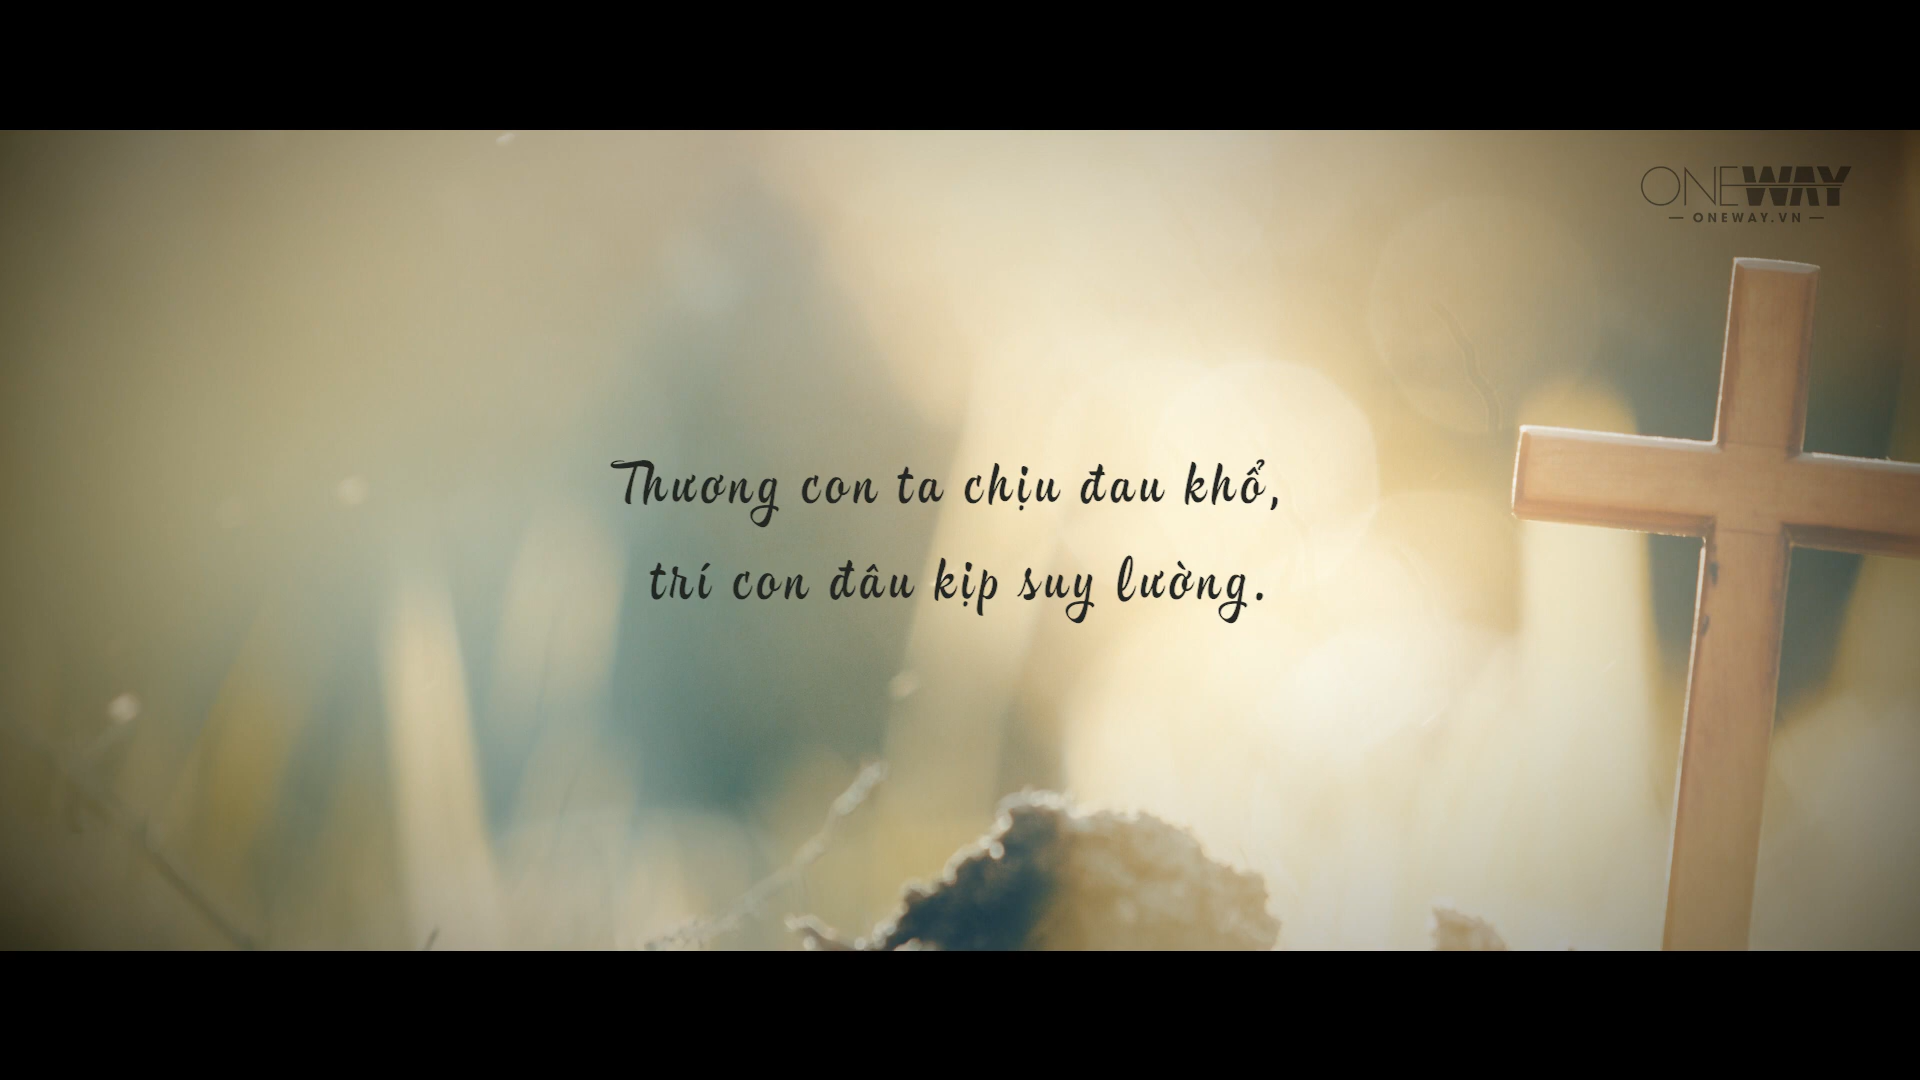 ONEWAY
ONEWAY.VN
Thương con ta chịu đau khổ,
trí con đâu kịp suy lường.